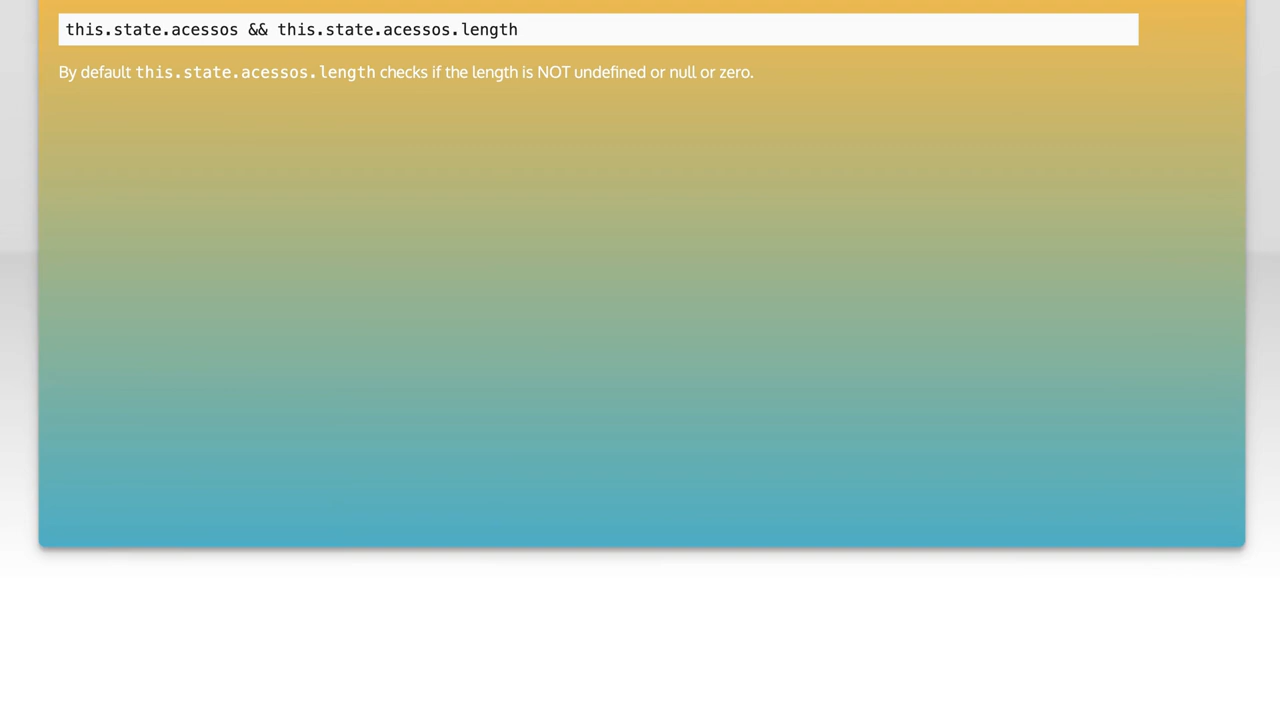 this.state.acessos && this.state.acessos.length
By default this.state.acessos.length checks if the length is NOT undefined or null or zero.